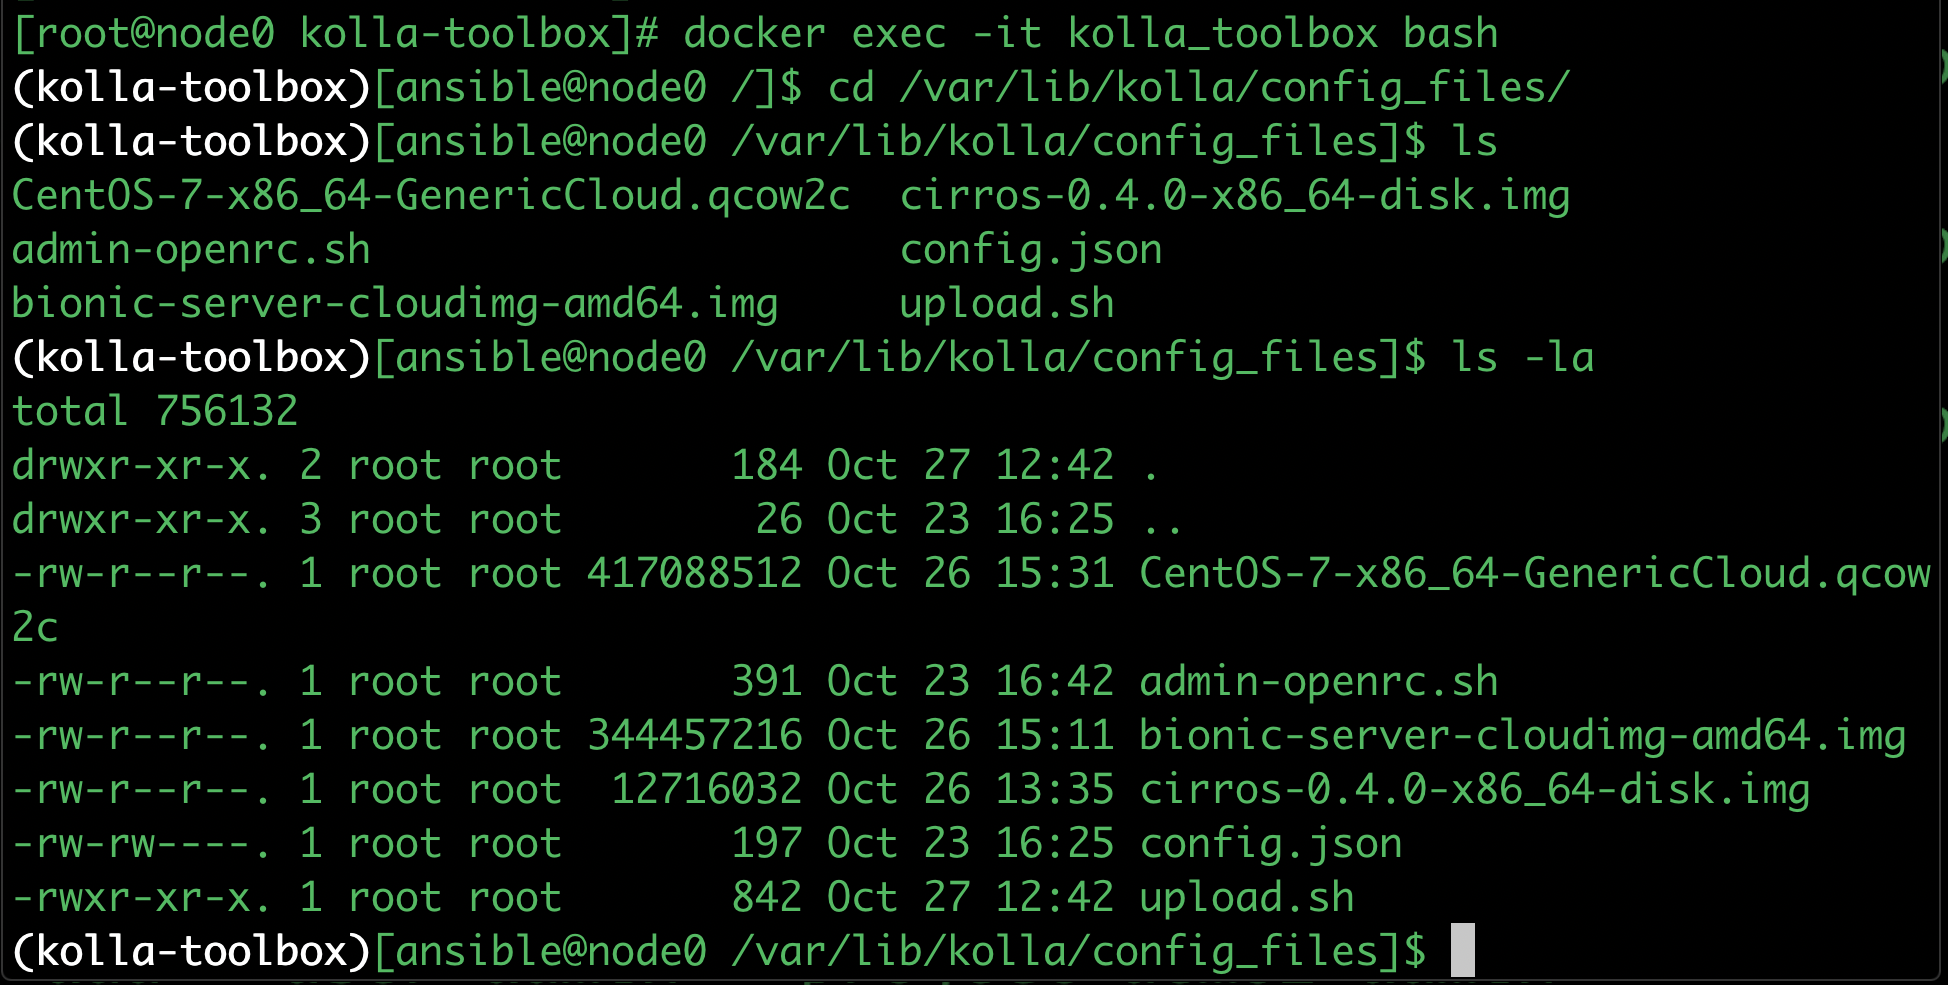 [root@node0 kolla-toolbox]# docker exec -it kolla_toolbox bash
(kolla-toolbox)[ansible@node0 /]$ cd /var/lib/kolla/config_files/
(kolla-toolbox)[ansible@node0 /var/lib/kolla/config_files]$ ls
CentOS-7-x86_64-GenericCloud.qcow2c  cirros-0.4.0-x86_64-disk.img
admin-openrc.sh                      config.json
bionic-server-cloudimg-amd64.img     upload.sh
(kolla-toolbox)[ansible@node0 /var/lib/kolla/config_files]$ ls -la
total 756132
drwxr-xr-x. 2 root root       184 Oct 27 12:42 .
drwxr-xr-x. 3 root root        26 Oct 23 16:25 ..
-rw-r--r--. 1 root root 417088512 Oct 26 15:31 CentOS-7-x86_64-GenericCloud.qcow
2c
-rw-r--r--. 1 root root       391 Oct 23 16:42 admin-openrc.sh
-rw-r--r--. 1 root root 344457216 Oct 26 15:11 bionic-server-cloudimg-amd64.img
-rw-r--r--. 1 root root  12716032 Oct 26 13:35 cirros-0.4.0-x86_64-disk.img
-rw-rw----. 1 root root       197 Oct 23 16:25 config.json
-rwxr-xr-x. 1 root root       842 Oct 27 12:42 upload.sh
(kolla-toolbox)[ansible@node0 /var/lib/kolla/config_files]$